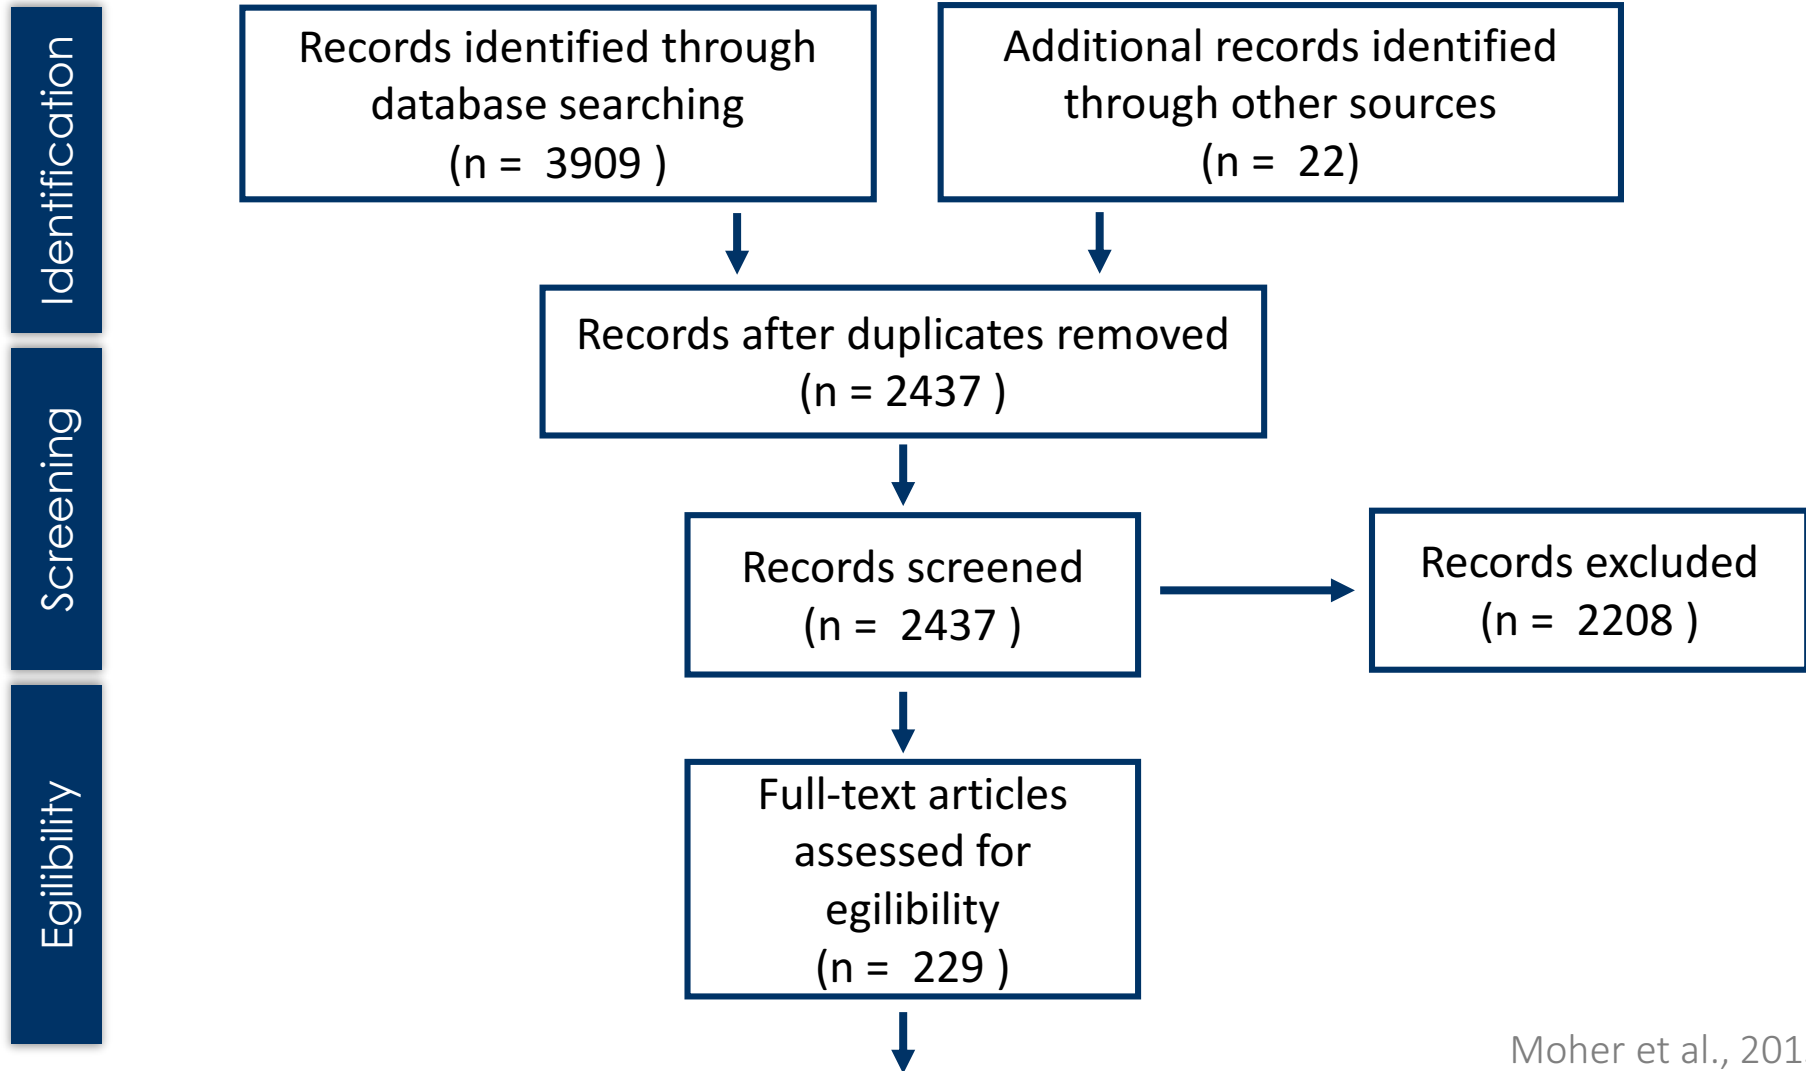 Identification
Records identified through
database searching
(n =  3909 )
Additional records identified
through other sources
(n =  22)
Records after duplicates removed
(n = 2437 )
Screening
Records screened
(n =  2437 )
Records excluded
(n =  2208 )
Egilibility
Full-text articles
assessed for
egilibility
(n =  229 )
Moher et al., 201